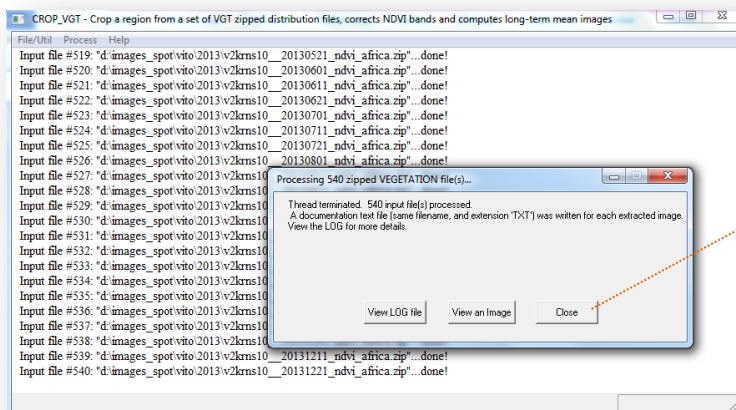 CROP_VGT - Crop a region from a set of VGT zipped distribution files, corrects NDVI bands and computes long-term mean images
File/Util Process Help
Input file #519: "d:\images_spot\vito\2013\v2krns10__20130521_ndvi_africa.zip"...done!
Input file #520: "d:\images_spot\vito\2013\v2krns10__20130601_ndvi_africa.zip"...done!
Input file #521: "d:\images_spot\vito\2013\v2krns10__20130611_ndvi_africa.zip"...done!
Input file #522: "d:\images_spot\vito\2013\v2krns10__20130621_ndvi_africa.zip"...done!
Input file #523: "d:\images_spot\vito\2013\v2krns10__20130701_ndvi_africa.zip"...done!
Input file #524: "d:\images_spot\vito\2013\v2krns10__20130711_ndvi_africa.zip"...done!
Input file #525: "d:\images_spot\vito\2013\v2krns10__20130721_ndvi_africa.zip"...done!
Input file #526: "d:\images_spot\vito\2013\v2krns10__20130801_ndvi_africa.zip"...done!
Input file #527: "d:\images_spot\vito\2013\v2krns10
Input file #528: "d:\images_spot\vito\2013\v2krns10
Input file #529: "d:\images_spot\vito\2013\v2krns10
Input file #530: "d:\images_spot\vito\2013\v2krns10
Input file #531: "d:\images_spot\vito\2013\v2krns10
Input file #532: "d:\images_spot\vito\2013\v2krns10
Input file #533: "d:\images_spot\vito\2013\v2krns10
Input file #534: "d:\images_spot\vito\2013\v2krns10
Input file #535: "d:\images_spot\vito\2013\v2krns10
Input file #536: "d:\images_spot\vito\2013\v2krns10
Input file #537: "d:\images_spot\vito\2013\v2krns10
Input file #538: "d:\images_spot\vito\2013\v2krns10
Input file #539: "d:\images_spot\vito\2013\v2krns10__20131211_ndvi_africa.zip"...done!
Input file #540: "d:\images_spot\vito\2013\v2krns10__20131221_ndvi_africa.zip"...done!
Processing 540 zipped VEGETATION file(s)...
Thread terminated. 540 input file(s) processed.
A documentation text file (same filename, and extension 'TXT') was written for each extracted image.
View the LOG for more details.
View LOG file View an Image Close